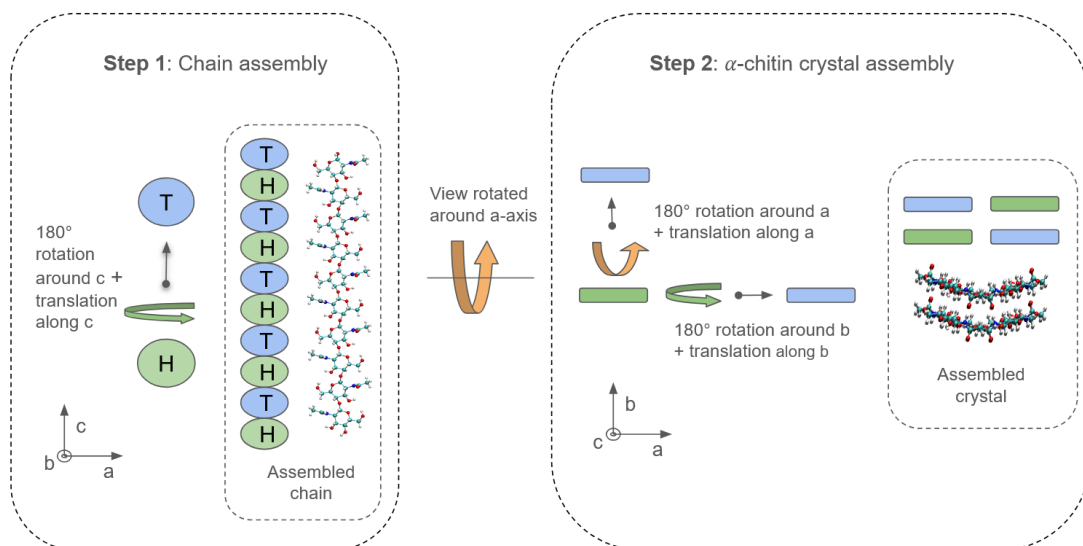 Step 1: Chain assembly
T
180°
rotation
around c +
translation
along c
H
T
H
T
H
T
H
T
H
T
H
c
b
a
Assembled
chain
View rotated
around a-axis
Step 2: α-chitin crystal assembly
180° rotation around a
+ translation along a
180° rotation around b
+ translation along b
b
c
a
Assembled
crystal